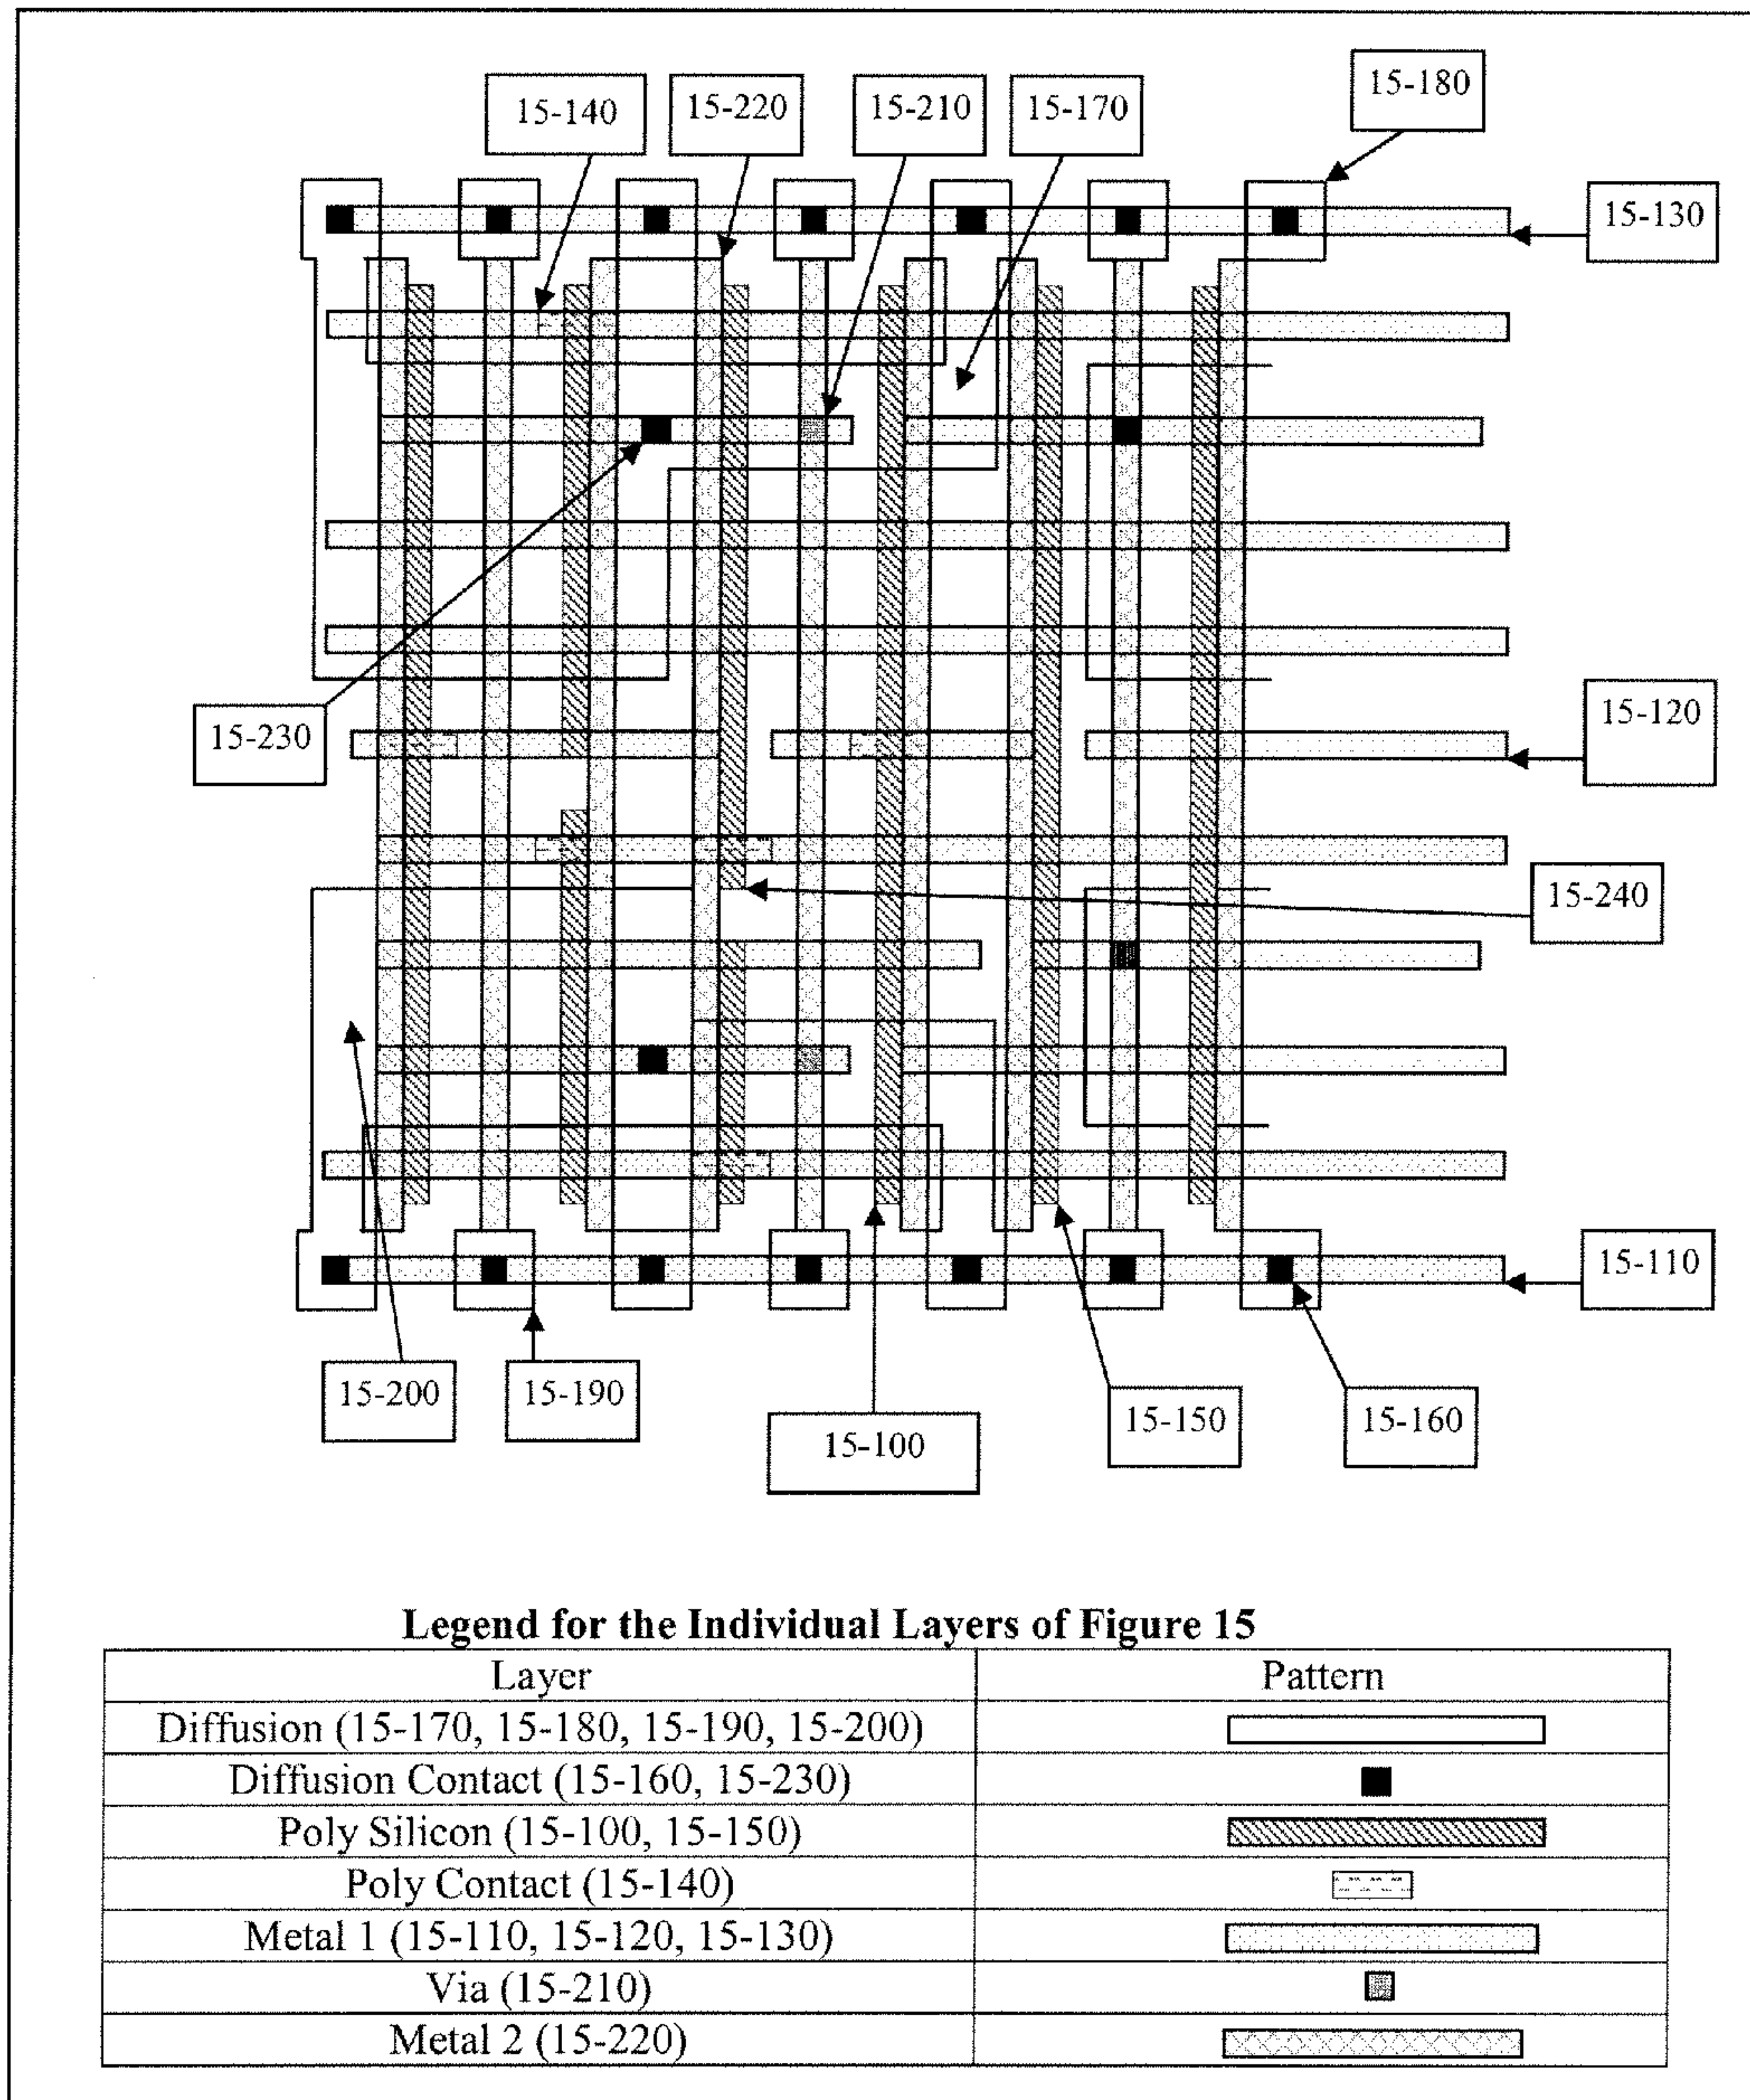 15-180
15-140
15-220
15-210
15-170
15-130
15-230
15-120
15-240
15-110
15-200
15-190
15-100
15-150
15-160
Legend for the Individual Layers of Figure 15
Layer Pattern
Diffusion (15-170, 15-180, 15-190, 15-200)
Diffusion Contact (15-160, 15-230)
Poly Silicon (15-100, 15-150)
Poly Contact (15-140)
Metal 1 (15-110, 15-120, 15-130)
Via (15-210)
Metal 2 (15-220)